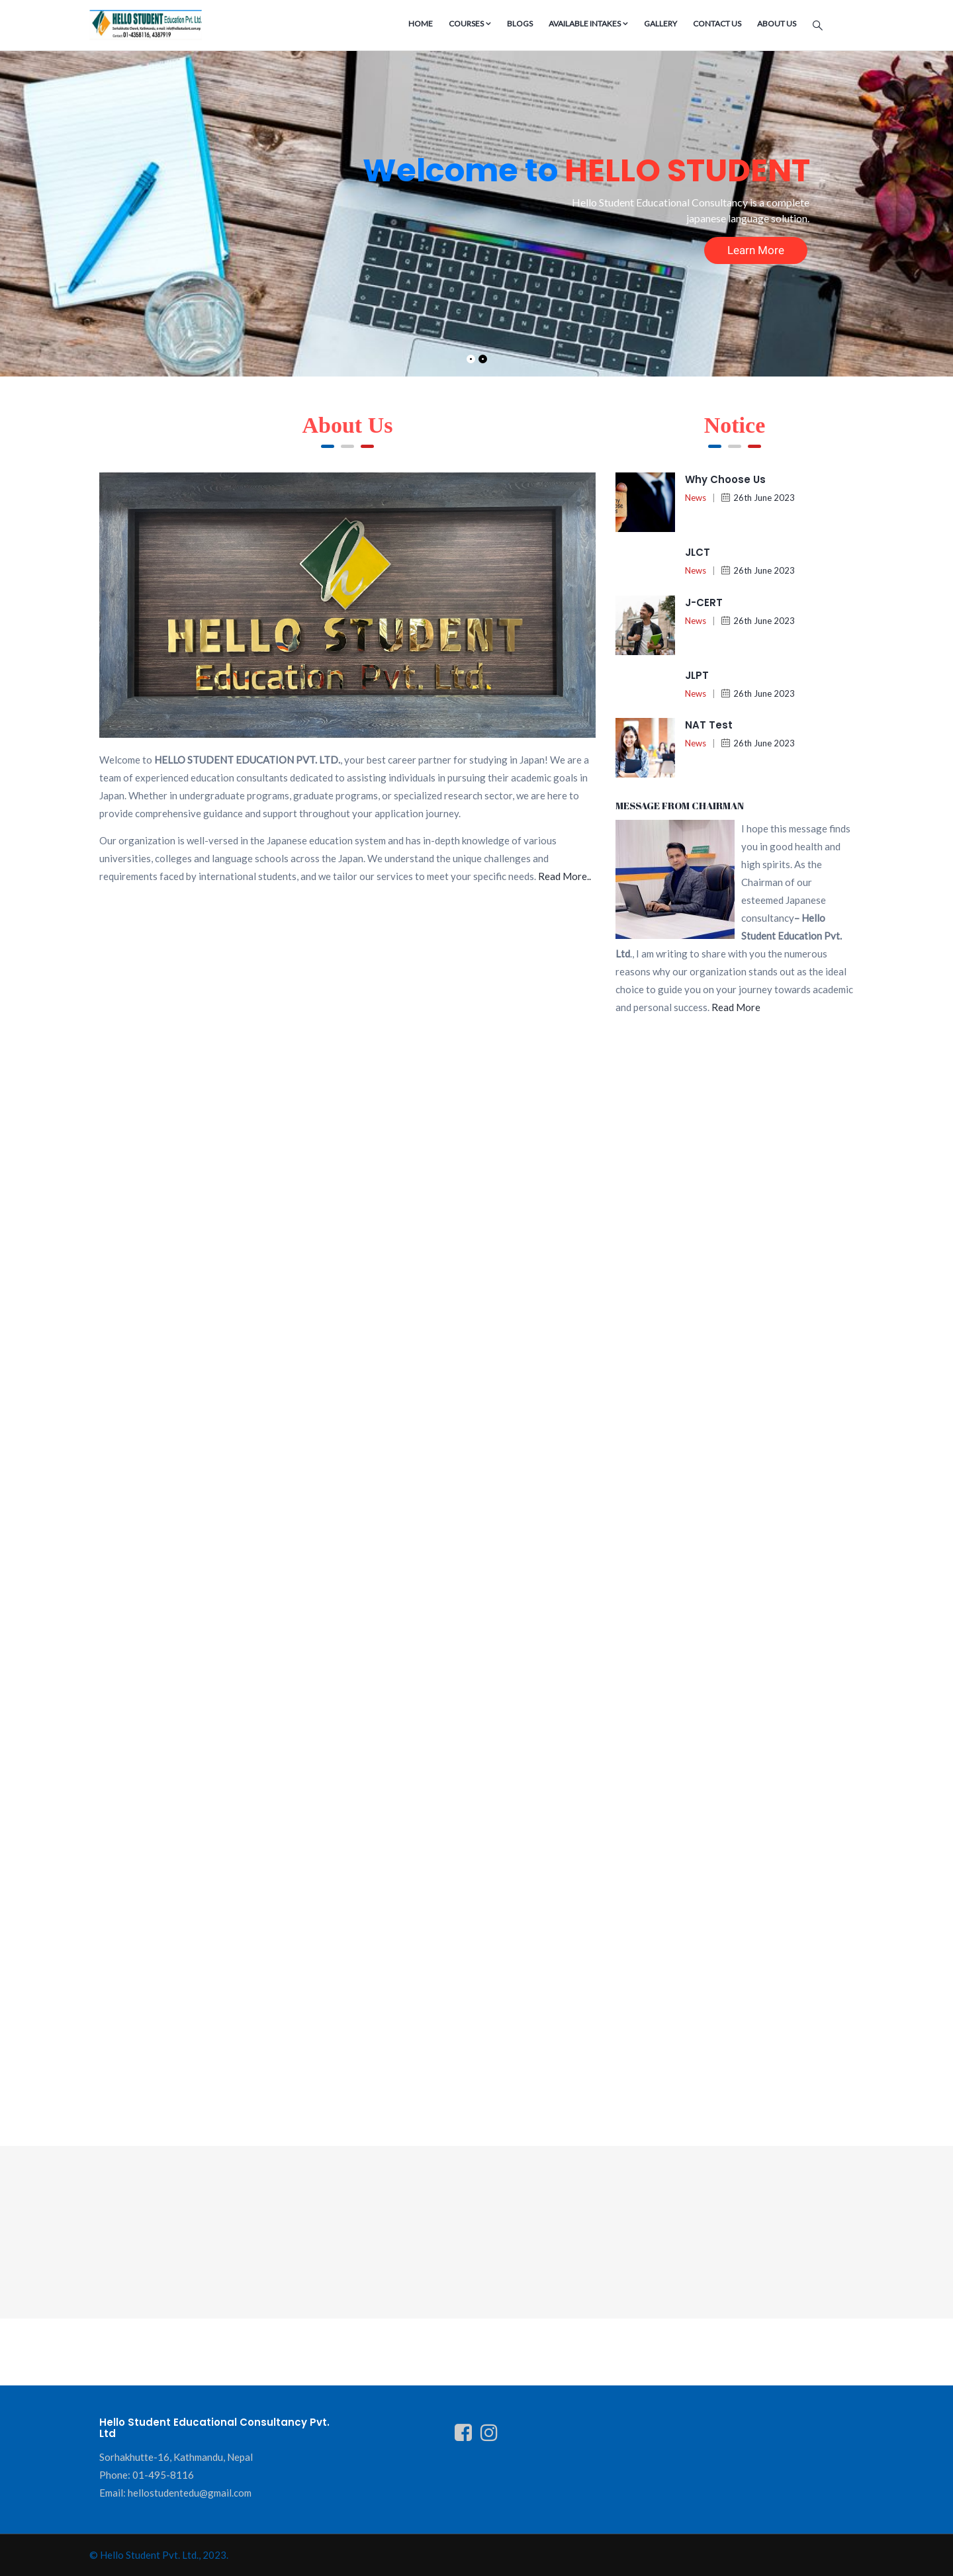 HELLO STUDENT Education Pvt. Ltd.
Contact: 01-4358116, 4387919
HOME COURSES BLOGS AVAILABLE INTAKES GALLERY CONTACT US ABOUT US
Welcome to HELLO STUDENT
Hello Student Educational Consultancy is a complete
japanese language solution.
Learn More
About Us
HELLO STUDENT
Education Pvt. Ltd.
Welcome to HELLO STUDENT EDUCATION PVT. LTD., your best career partner for studying in Japan! We are a
team of experienced education consultants dedicated to assisting individuals in pursuing their academic goals in
Japan. Whether in undergraduate programs, graduate programs, or specialized research sector, we are here to
provide comprehensive guidance and support throughout your application journey.
Our organization is well-versed in the Japanese education system and has in-depth knowledge of various
universities, colleges and language schools across the Japan. We understand the unique challenges and
requirements faced by international students, and we tailor our services to meet your specific needs. Read More..
Notice
Why Choose Us
News | 26th June 2023
JLCT
News | 26th June 2023
J-CERT
News | 26th June 2023
JLPT
News | 26th June 2023
NAT Test
News | 26th June 2023
MESSAGE FROM CHAIRMAN
I hope this message finds
you in good health and
high spirits. As the
Chairman of our
esteemed Japanese
consultancy– Hello
Student Education Pvt.
Ltd., I am writing to share with you the numerous
reasons why our organization stands out as the ideal
choice to guide you on your journey towards academic
and personal success. Read More
Hello Student Educational Consultancy Pvt.
Ltd
Sorhakhutte-16, Kathmandu, Nepal
Phone: 01-495-8116
Email: hellostudentedu@gmail.com
© Hello Student Pvt. Ltd., 2023.